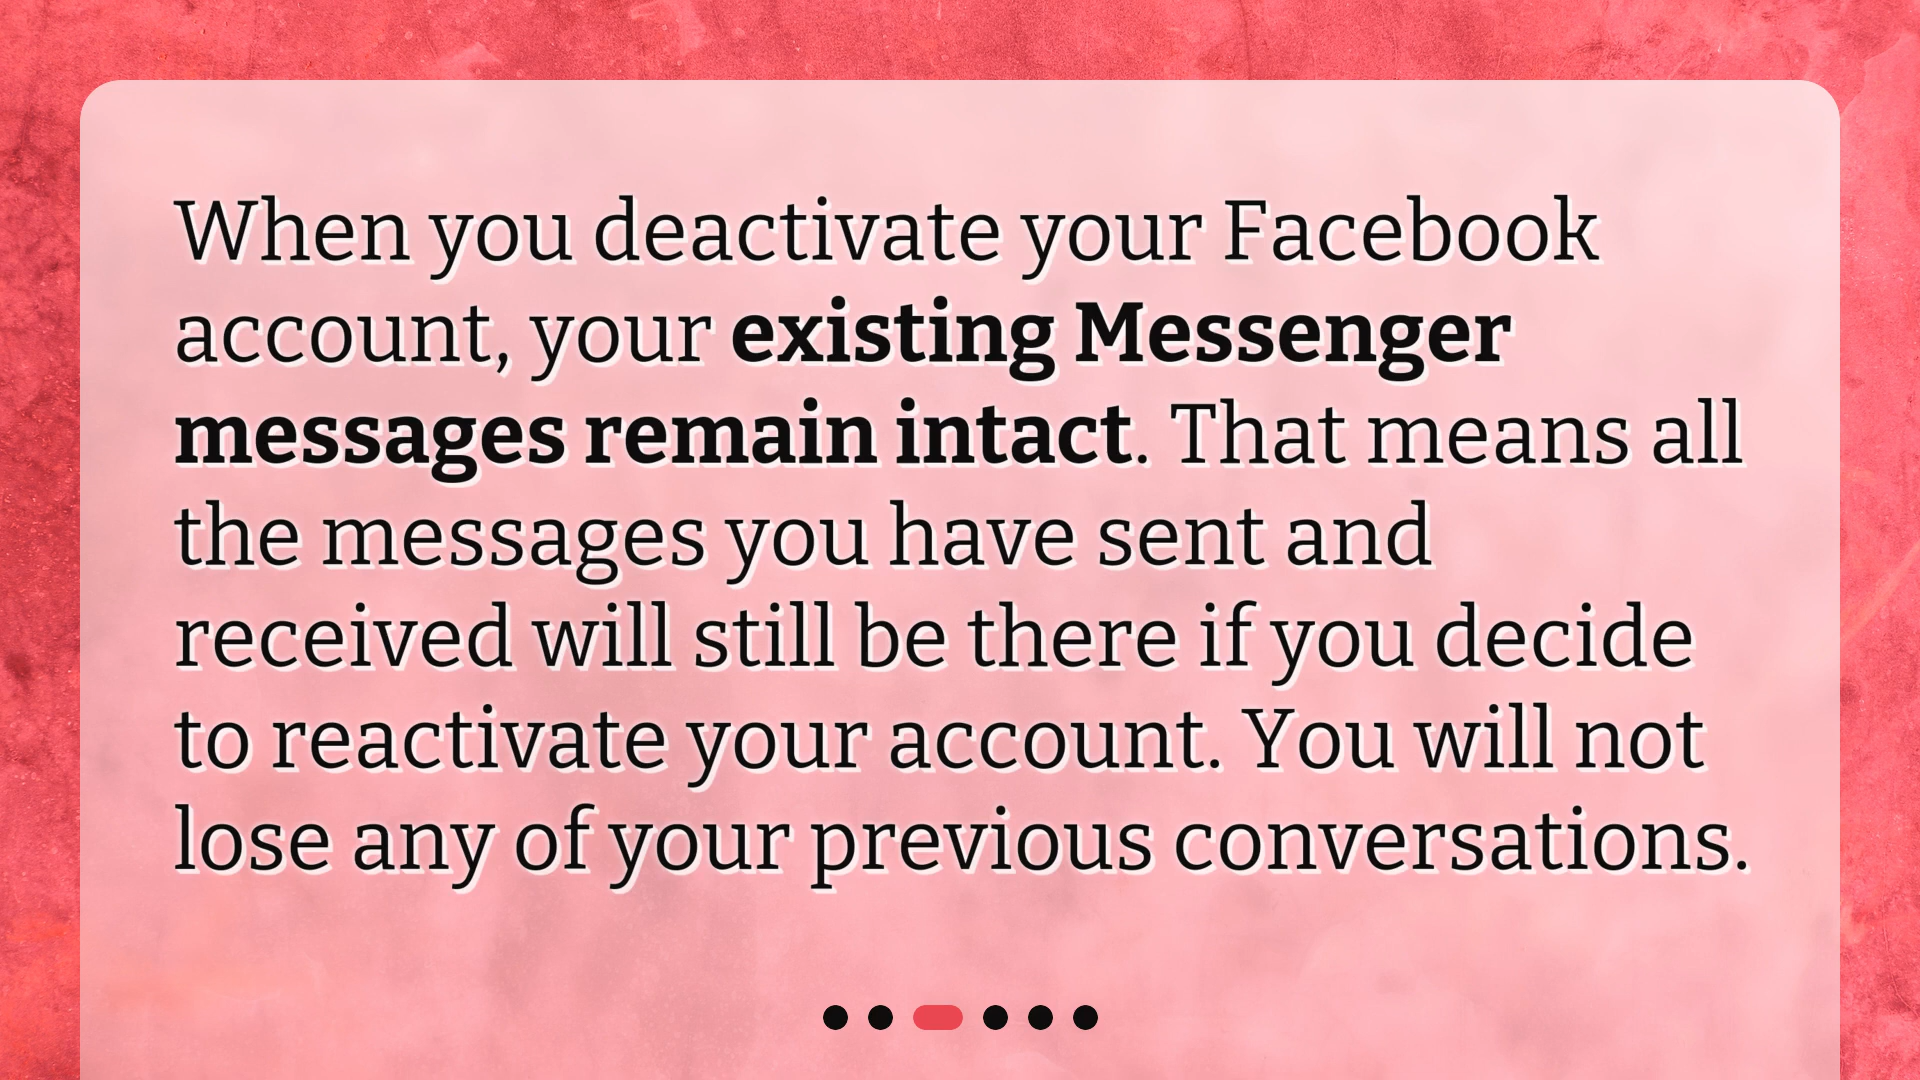 When you deactivate your Facebook
account, your existing Messenger
messages remain intact. That means all
the messages you have sent and
received will still be there if you decide
to reactivate your account. You will not
lose any of your previous conversations.